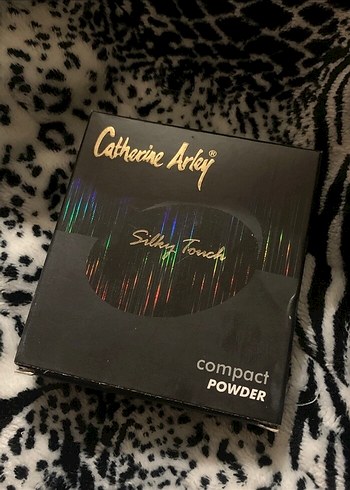 Catherine Arley®
Silky Touch
compact
POWDER